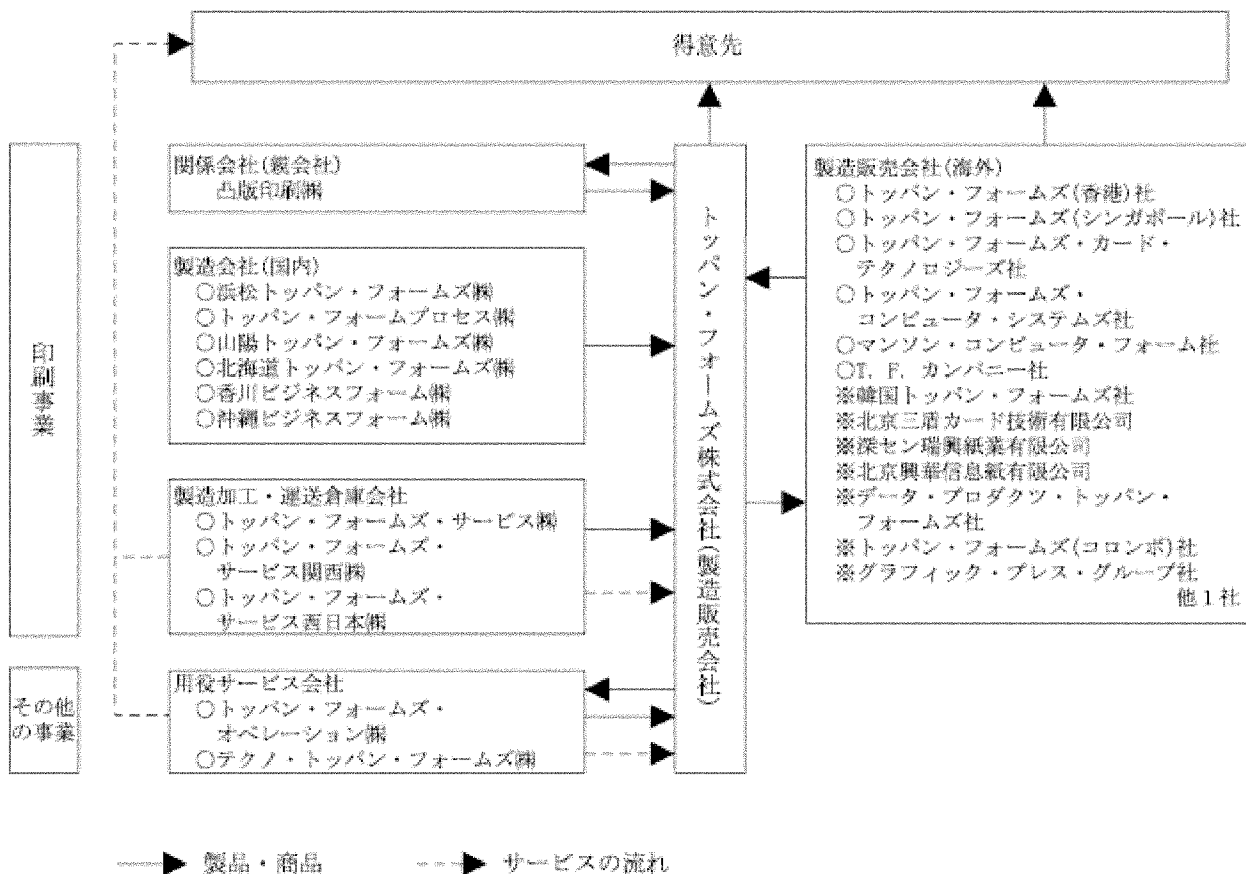 得意先
印刷事業
関係会社(親会社)
凸版印刷㈱
製造会社(国内)
○浜松トッパン・フォームズ㈱
○トッパン・フォームプロセス㈱
○山陽トッパン・フォームズ㈱
○北海道トッパン・フォームズ㈱
○香川ビジネスフォーム㈱
○沖縄ビジネスフォーム㈱
製造加工・運送倉庫会社
○トッパン・フォームズ・サービス㈱
○トッパン・フォームズ・
サービス関西㈱
○トッパン・フォームズ・
サービス西日本㈱
その他
の事業
用役サービス会社
○トッパン・フォームズ・
オペレーション㈱
○テクノ・トッパン・フォームズ㈱
トッパン・フォームズ株式会社(製造販売会社)
製造販売会社(海外)
○トッパン・フォームズ(香港)社
○トッパン・フォームズ(シンガポール)社
○トッパン・フォームズ・カード・
テクノロジーズ社
○トッパン・フォームズ・
コンピュータ・システムズ社
○マンソン・コンピュータ・フォーム社
○T. F. カンパニー社
※韓国トッパン・フォームズ社
※北京三盾カード技術有限公司
※深セン瑞興紙業有限公司
※北京興華信息紙有限公司
※データ・プロダクツ・トッパン・
フォームズ社
※トッパン・フォームズ(コロンボ)社
※グラフィック・プレス・グループ社
他1社
製品・商品
サービスの流れ